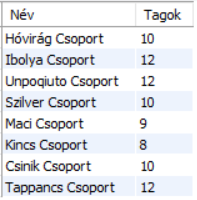 Név Tagok
Hóvirág Csoport 10
Ibolya Csoport 12
Unpoqiuto Csoport 12
Szilver Csoport 10
Maci Csoport 9
Kincs Csoport 8
Csinik Csoport 10
Tappancs Csoport 12